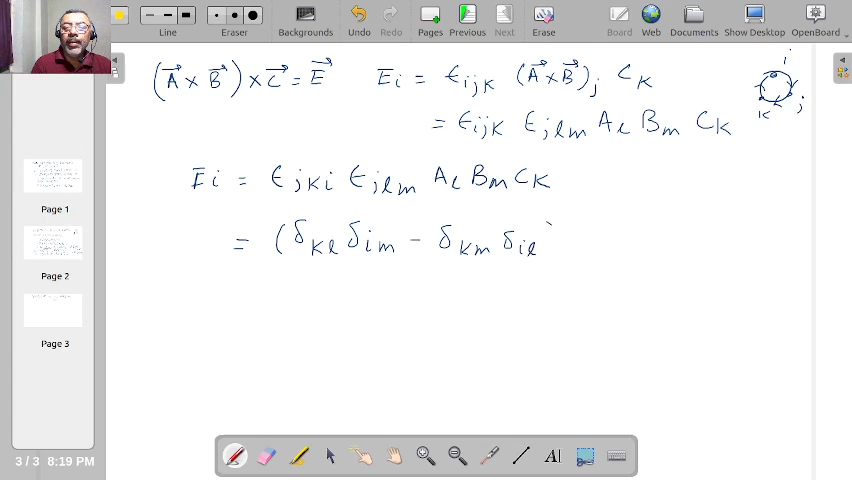 Line Eraser Backgrounds Undo Redo Pages Previous Next Erase Board Web Documents Show Desktop OpenBoard
(A⃗ × B⃗) × C⃗ = E⃗ Ei = ϵijk (A⃗×B⃗)j Ck
i
j
k
= ϵijk ϵjlm Al Bm Ck
Ei = ϵjki ϵjlm Al Bm Ck
= (δkl δim − δkm δil
Page 1
Page 2
Page 3
3 / 3 8:19 PM
A